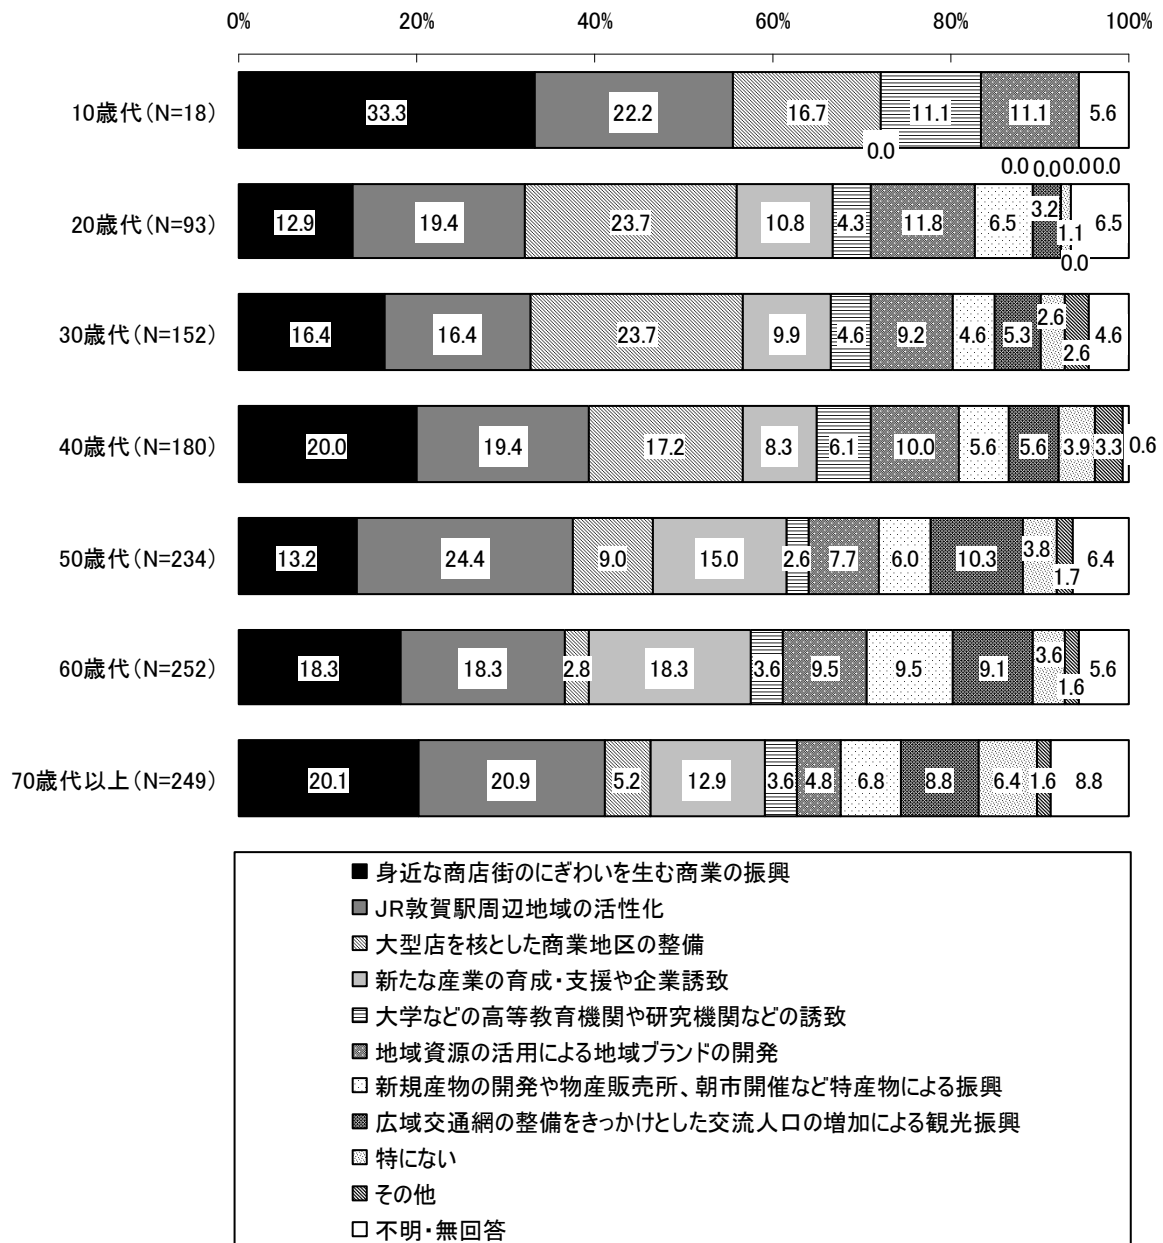 0% 20% 40% 60% 80% 100%
10歳代(N=18) 33.3 22.2 16.7 0.0 11.1 11.1 0.0 0.0 0.0 0.0 5.6
20歳代(N=93) 12.9 19.4 23.7 10.8 4.3 11.8 6.5 3.2 1.1 0.0 6.5
30歳代(N=152) 16.4 16.4 23.7 9.9 4.6 9.2 4.6 5.3 2.6 2.6 4.6
40歳代(N=180) 20.0 19.4 17.2 8.3 6.1 10.0 5.6 5.6 3.9 3.3 0.6
50歳代(N=234) 13.2 24.4 9.0 15.0 2.6 7.7 6.0 10.3 3.8 1.7 6.4
60歳代(N=252) 18.3 18.3 2.8 18.3 3.6 9.5 9.5 9.1 3.6 1.6 5.6
70歳代以上(N=249) 20.1 20.9 5.2 12.9 3.6 4.8 6.8 8.8 6.4 1.6 8.8
身近な商店街のにぎわいを生む商業の振興
JR敦賀駅周辺地域の活性化
大型店を核とした商業地区の整備
新たな産業の育成・支援や企業誘致
大学などの高等教育機関や研究機関などの誘致
地域資源の活用による地域ブランドの開発
新規産物の開発や物産販売所、朝市開催など特産物による振興
広域交通網の整備をきっかけとした交流人口の増加による観光振興
特にない
その他
不明・無回答